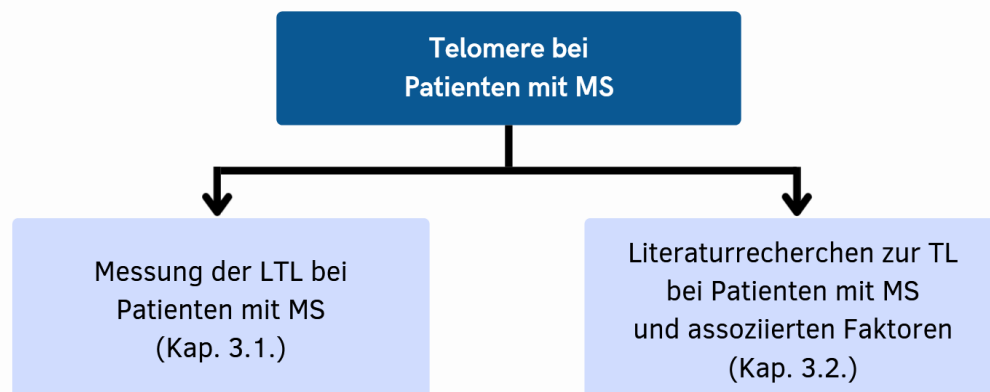 Telomere bei
Patienten mit MS
Messung der LTL bei
Patienten mit MS
(Kap. 3.1.)
Literaturrecherchen zur TL
bei Patienten mit MS
und assoziierten Faktoren
(Kap. 3.2.)